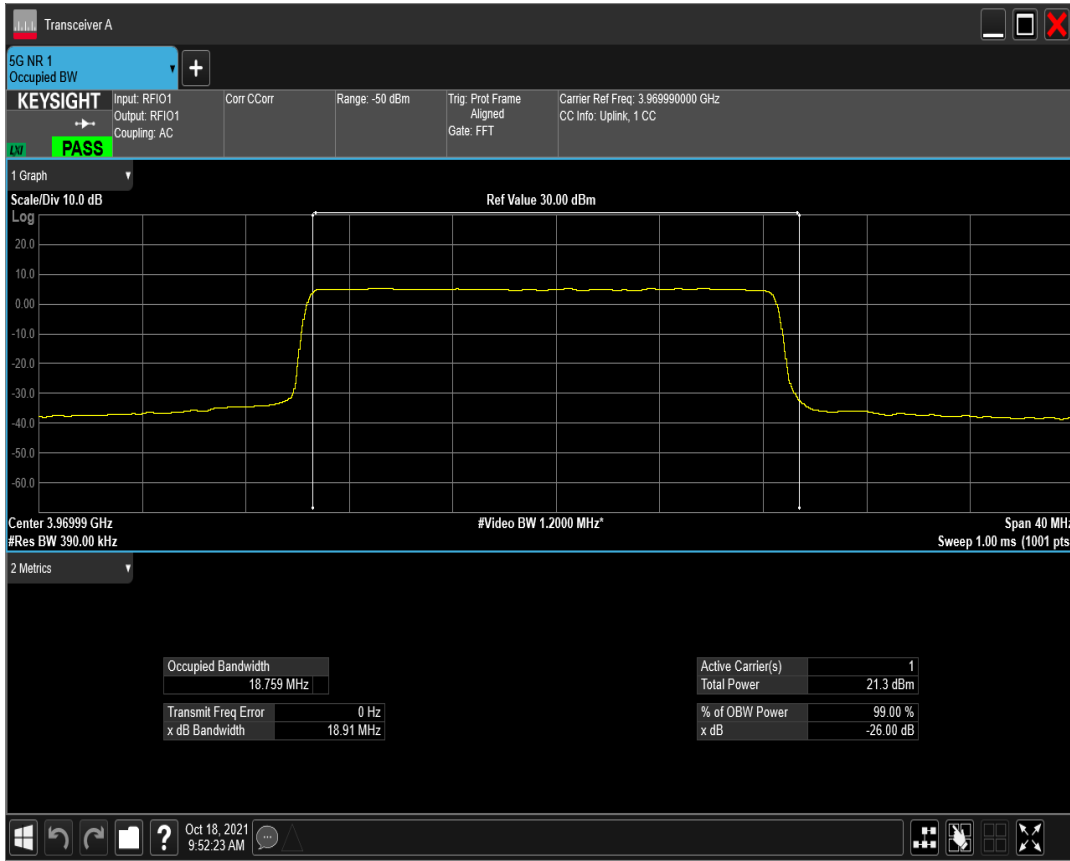 Transceiver A
5G NR 1
Occupied BW
KEYSIGHT
LXI
PASS
Input: RFIO1
Output: RFIO1
Coupling: AC
Corr CCorr
Range: -50 dBm
Trig: Prot Frame
Aligned
Gate: FFT
Carrier Ref Freq: 3.969990000 GHz
CC Info: Uplink, 1 CC
1 Graph
Scale/Div 10.0 dB
Ref Value 30.00 dBm
Log
20.0
10.0
0.00
-10.0
-20.0
-30.0
-40.0
-50.0
-60.0
Center 3.96999 GHz
#Video BW 1.2000 MHz*
Span 40 MHz
#Res BW 390.00 kHz
Sweep 1.00 ms (1001 pts
2 Metrics
Occupied Bandwidth
18.759 MHz
Transmit Freq Error 0 Hz
x dB Bandwidth 18.91 MHz
Active Carrier(s) 1
Total Power 21.3 dBm
% of OBW Power 99.00 %
x dB -26.00 dB
?
Oct 18, 2021
9:52:23 AM